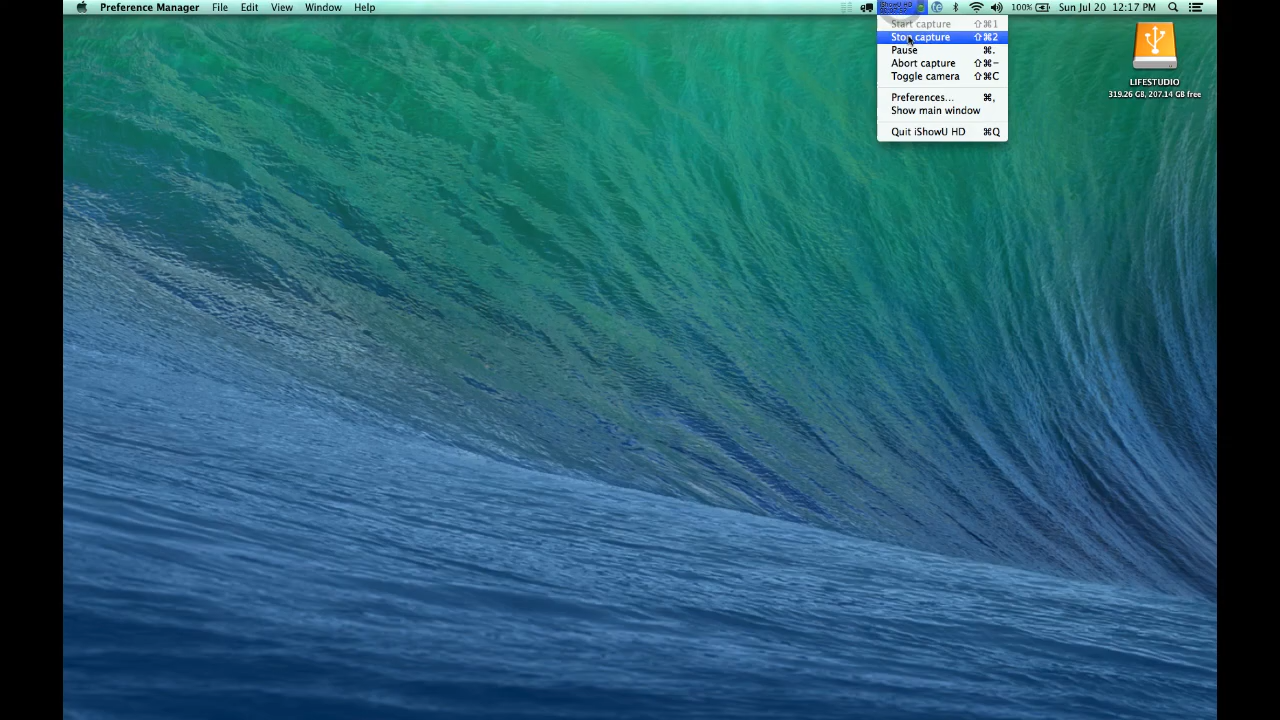 Preference Manager File Edit View Window Help iShowU HD 100% Sun Jul 20 12:17 PM
Start capture ⇧⌘1
Stop capture ⇧⌘2
Pause ⌘.
Abort capture ⇧⌘-
Toggle camera ⇧⌘C
Preferences... ⌘,
Show main window
Quit iShowU HD ⌘Q
LIFESTUDIO
319.26 GB, 207.14 GB free